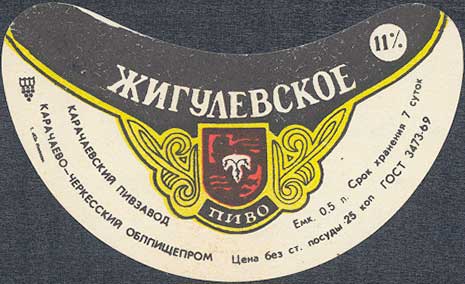 11%
ЖИГУЛЕВСКОЕ
ПИВО
КАРАЧАЕВСКИЙ ПИВЗАВОД
КАРАЧАЕВО-ЧЕРКЕССКИЙ ОБЛПИЩЕПРОМ
Емк. 0,5 л. Срок хранения 7 суток
Цена без ст. посуды 25 коп ГОСТ 3473-69